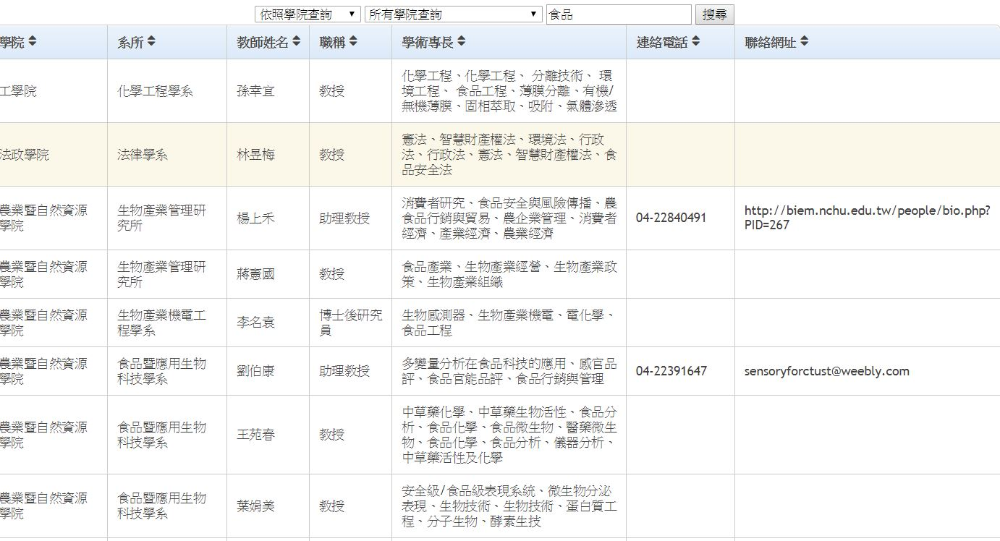 依照學院查詢 所有學院查詢 食品 搜尋
學院 系所 教師姓名 職稱 學術專長 連絡電話 聯絡網址
工學院 化學工程學系 孫幸宜 教授
化學工程、化學工程、 分離技術、 環
境工程、 食品工程、薄膜分離、有機/
無機薄膜、固相萃取、吸附、氣體滲透
法政學院 法律學系 林昱梅 教授
憲法、智慧財產權法、環境法、行政
法、行政法、憲法、智慧財產權法、食
品安全法
農業暨自然資源
學院
生物產業管理研
究所
楊上禾 助理教授
消費者研究、食品安全與風險傳播、農
食品行銷與貿易、農企業管理、消費者
經濟、產業經濟、農業經濟
04-22840491
http://biem.nchu.edu.tw/people/bio.php?
PID=267
農業暨自然資源
學院
生物產業管理研
究所
蔣憲國 教授
食品產業、生物產業經營、生物產業政
策、生物產業組織
農業暨自然資源
學院
生物產業機電工
程學系
李名袁
博士後研究
員
生物感測器、生物產業機電、電化學、
食品工程
農業暨自然資源
學院
食品暨應用生物
科技學系
劉伯康 助理教授
多變量分析在食品科技的應用、感官品
評、食品官能品評、食品行銷與管理
04-22391647
sensoryforctust@weebly.com
農業暨自然資源
學院
食品暨應用生物
科技學系
王苑春 教授
中草藥化學、中草藥生物活性、食品分
析、食品化學、食品微生物、醫藥微生
物、食品化學、食品分析、儀器分析、
中草藥活性及化學
農業暨自然資源
學院
食品暨應用生物
科技學系
葉娟美 教授
安全級/食品級表現系統、微生物分泌
表現、生物技術、生物技術、蛋白質工
程、分子生物、酵素生技